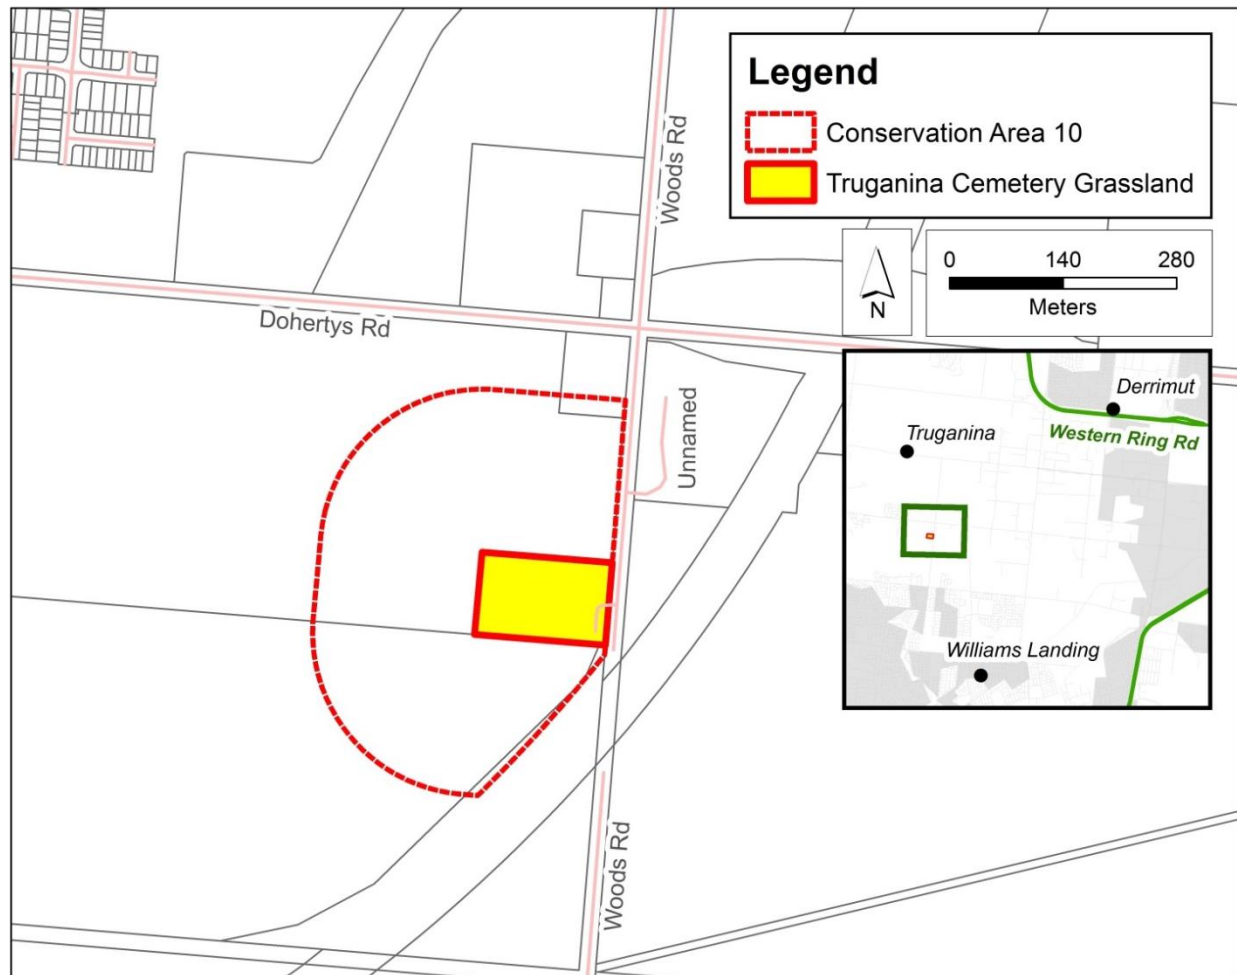 Legend
Conservation Area 10
Truganina Cemetery Grassland
Woods Rd
N
0 140 280
Meters
Dohertys Rd
Unnamed
Derrimut
Western Ring Rd
Truganina
Williams Landing
Woods Rd